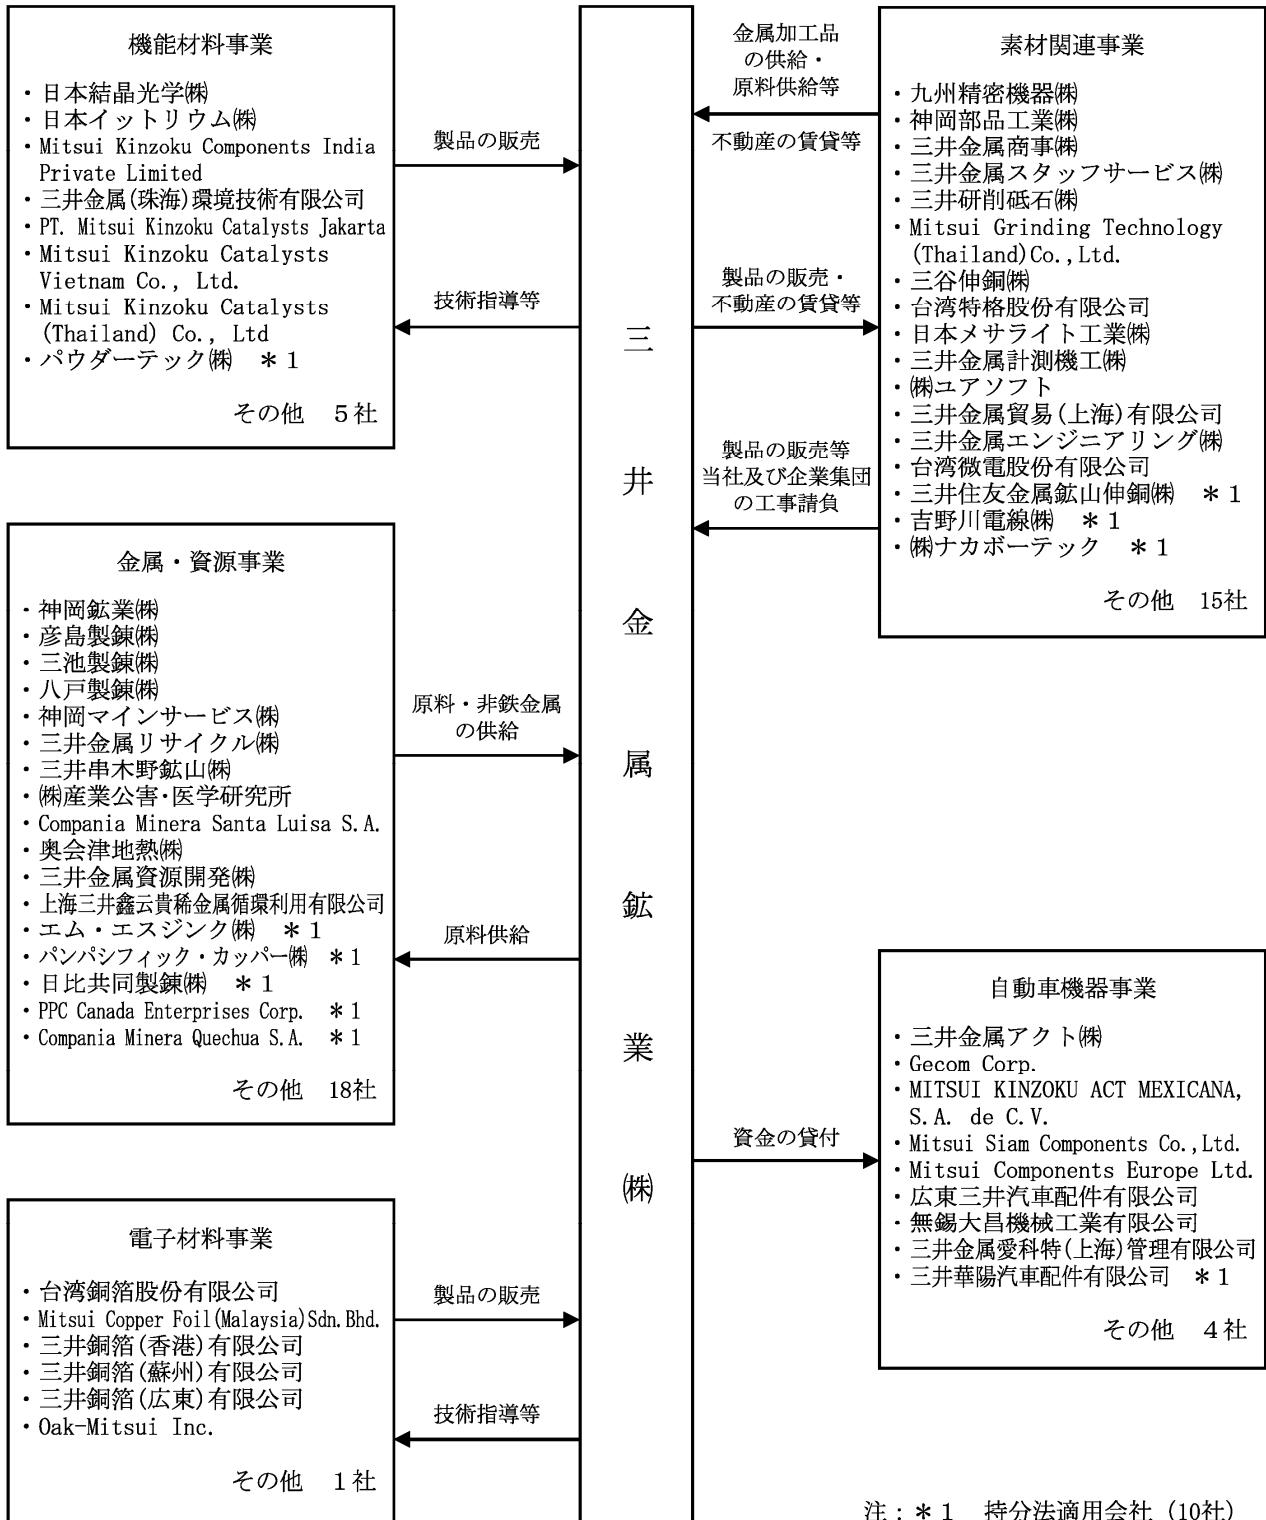 機能材料事業
・日本結晶光学㈱
・日本イットリウム㈱
・Mitsui Kinzoku Components India
Private Limited
・三井金属(珠海)環境技術有限公司
・PT. Mitsui Kinzoku Catalysts Jakarta
・Mitsui Kinzoku Catalysts
Vietnam Co., Ltd.
・Mitsui Kinzoku Catalysts
(Thailand) Co., Ltd
・パウダーテック㈱　＊1
その他　5社
製品の販売
技術指導等
金属・資源事業
・神岡鉱業㈱
・彦島製錬㈱
・三池製錬㈱
・八戸製錬㈱
・神岡マインサービス㈱
・三井金属リサイクル㈱
・三井串木野鉱山㈱
・㈱産業公害・医学研究所
・Compania Minera Santa Luisa S.A.
・奥会津地熱㈱
・三井金属資源開発㈱
・上海三井鑫云貴稀金属循環利用有限公司
・エム・エスジンク㈱　＊1
・パンパシフィック・カッパー㈱　＊1
・日比共同製錬㈱　＊1
・PPC Canada Enterprises Corp.　＊1
・Compania Minera Quechua S.A.　＊1
その他　18社
原料・非鉄金属
の供給
原料供給
電子材料事業
・台湾銅箔股份有限公司
・Mitsui Copper Foil(Malaysia)Sdn.Bhd.
・三井銅箔(香港)有限公司
・三井銅箔(蘇州)有限公司
・三井銅箔(広東)有限公司
・Oak-Mitsui Inc.
その他　1社
製品の販売
技術指導等
三井金属鉱業㈱
金属加工品
の供給・
原料供給等
不動産の賃貸等
製品の販売・
不動産の賃貸等
製品の販売等
当社及び企業集団
の工事請負
素材関連事業
・九州精密機器㈱
・神岡部品工業㈱
・三井金属商事㈱
・三井金属スタッフサービス㈱
・三井研削砥石㈱
・Mitsui Grinding Technology
(Thailand)Co.,Ltd.
・三谷伸銅㈱
・台湾特格股份有限公司
・日本メサライト工業㈱
・三井金属計測機工㈱
・㈱ユアソフト
・三井金属貿易(上海)有限公司
・三井金属エンジニアリング㈱
・台湾微電股份有限公司
・三井住友金属鉱山伸銅㈱　＊1
・吉野川電線㈱　＊1
・㈱ナカボーテック　＊1
その他　15社
資金の貸付
自動車機器事業
・三井金属アクト㈱
・Gecom Corp.
・MITSUI KINZOKU ACT MEXICANA,
S.A. de C.V.
・Mitsui Siam Components Co.,Ltd.
・Mitsui Components Europe Ltd.
・広東三井汽車配件有限公司
・無錫大昌機械工業有限公司
・三井金属愛科特(上海)管理有限公司
・三井華陽汽車配件有限公司　＊1
その他　4社
注：＊1　持分法適用会社（10社）